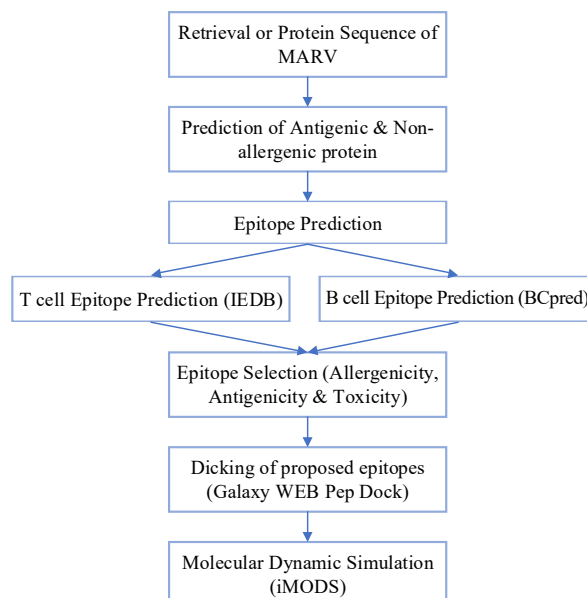 Retrieval or Protein Sequence of
MARV
Prediction of Antigenic & Non-
allergenic protein
Epitope Prediction
T cell Epitope Prediction (IEDB)
B cell Epitope Prediction (BCpred)
Epitope Selection (Allergenicity,
Antigenicity & Toxicity)
Dicking of proposed epitopes
(Galaxy WEB Pep Dock)
Molecular Dynamic Simulation
(iMODS)